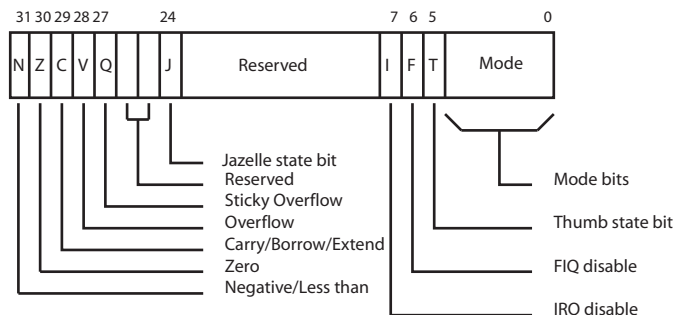 31 30 29 28 27 24 7 6 5 0
N Z C V Q J Reserved I F T Mode
Jazelle state bit
Reserved
Sticky Overflow
Overflow
Carry/Borrow/Extend
Zero
Negative/Less than
Mode bits
Thumb state bit
FIQ disable
IRQ disable